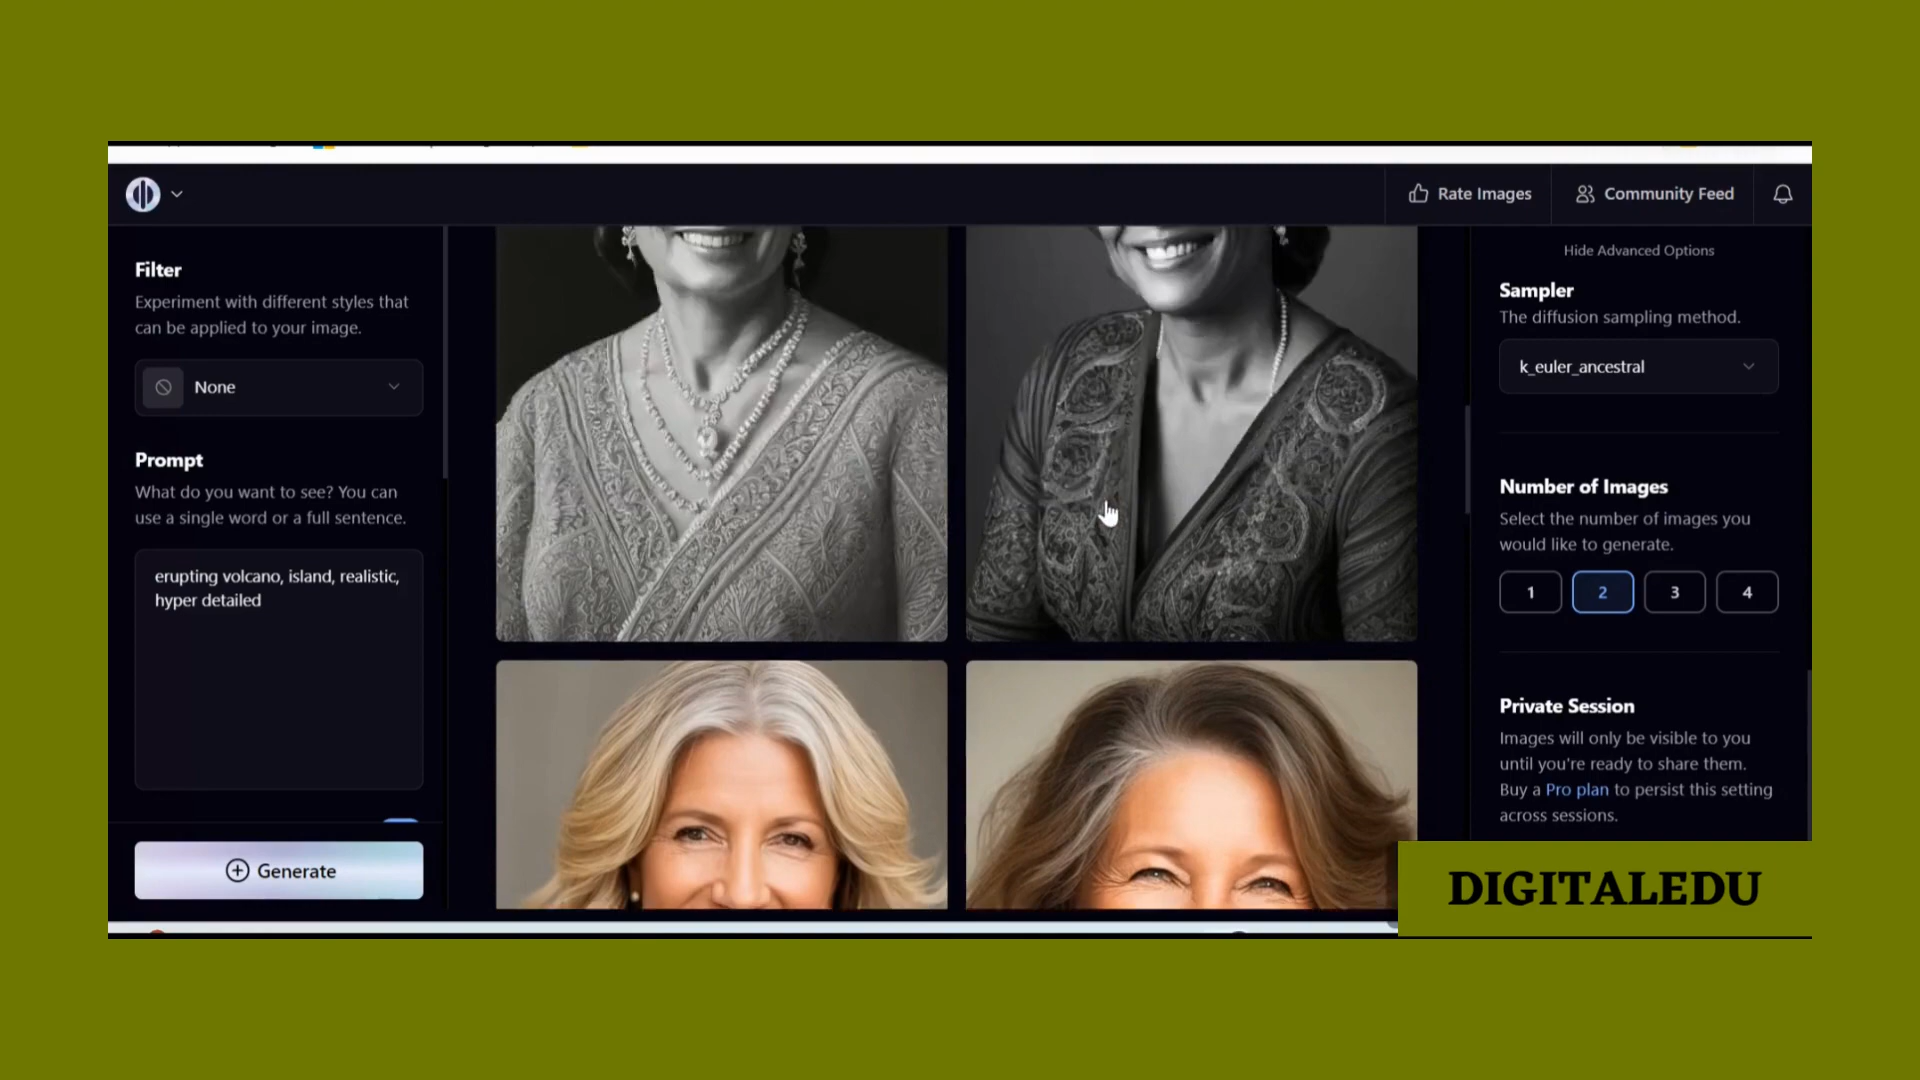 Rate Images
Community Feed
Filter
Experiment with different styles that
can be applied to your image.
None
Prompt
What do you want to see? You can
use a single word or a full sentence.
erupting volcano, island, realistic,
hyper detailed
Generate
Hide Advanced Options
Sampler
The diffusion sampling method.
k_euler_ancestral
Number of Images
Select the number of images you
would like to generate.
1 2 3 4
Private Session
Images will only be visible to you
until you're ready to share them.
Buy a Pro plan to persist this setting
across sessions.
DIGITALEDU